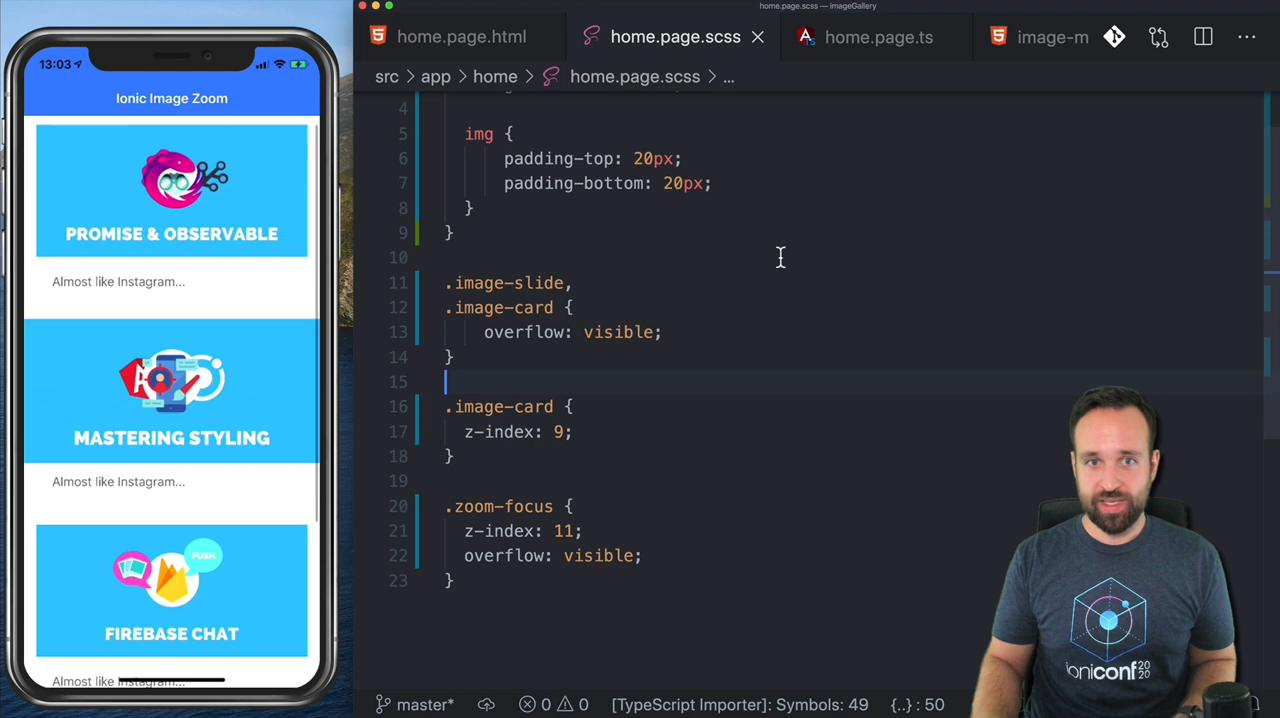 home.page.scss — imageGallery
home.page.html
home.page.scss
home.page.ts
image-m
src > app > home > home.page.scss > ...
13:03
Ionic Image Zoom
PROMISE & OBSERVABLE
Almost like Instagram...
MASTERING STYLING
Almost like Instagram...
PUSH
FIREBASE CHAT
Almost like Instagram...
4
5 img {
6 padding-top: 20px;
7 padding-bottom: 20px;
8 }
9 }
10
11 .image-slide,
12 .image-card {
13 overflow: visible;
14 }
15
16 .image-card {
17 z-index: 9;
18 }
19
20 .zoom-focus {
21 z-index: 11;
22 overflow: visible;
23 }
ioniconf 20 20
master* 0 0 [TypeScript Importer]: Symbols: 49 {..} : 50